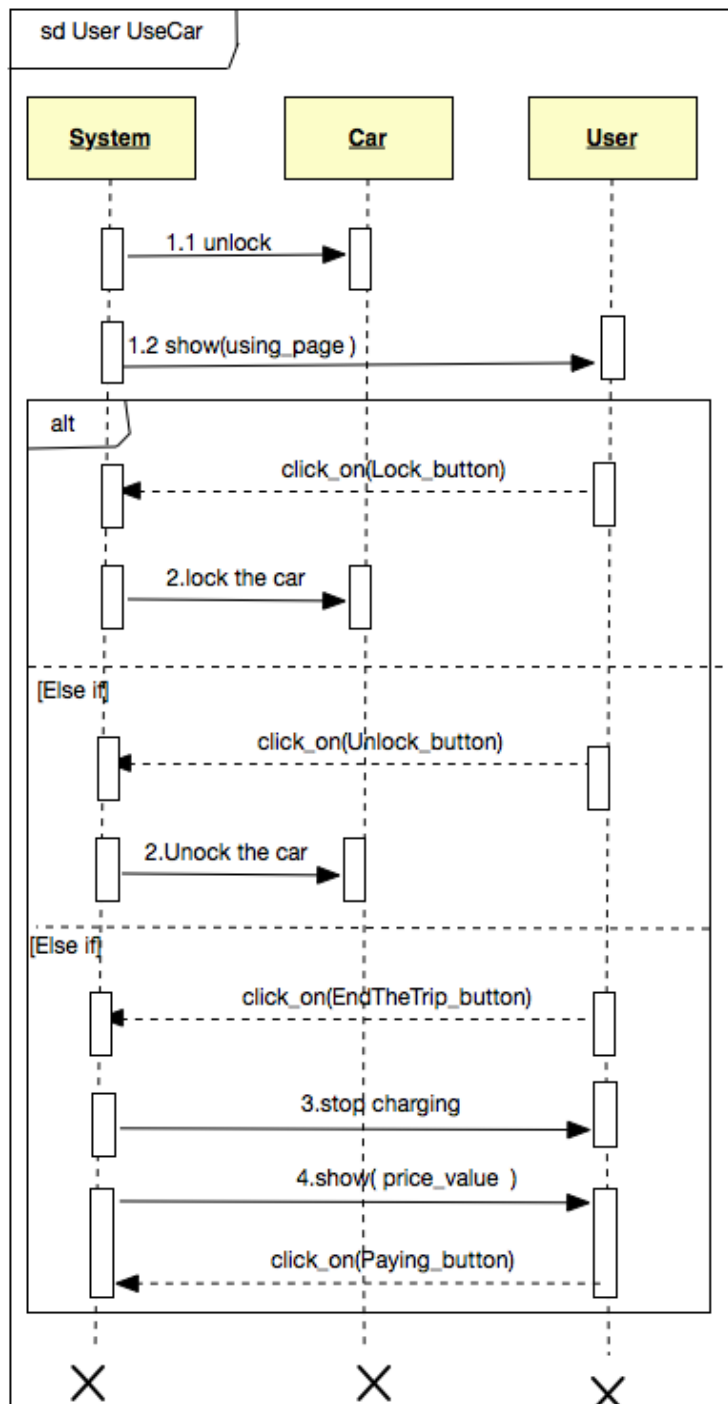 sd User UseCar
System
Car
User
1.1 unlock
1.2 show(using_page )
alt
click_on(Lock_button)
2.lock the car
[Else if]
click_on(Unlock_button)
2.Unock the car
[Else if]
click_on(EndTheTrip_button)
3.stop charging
4.show( price_value )
click_on(Paying_button)